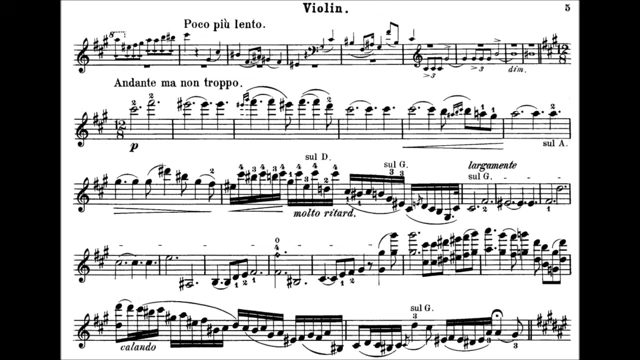 Violin. 5
Poco più lento.
dim.
Andante ma non troppo.
p
sul A.
sul D. sul G. largamente
sul G.
molto ritard.
sul G.
calando